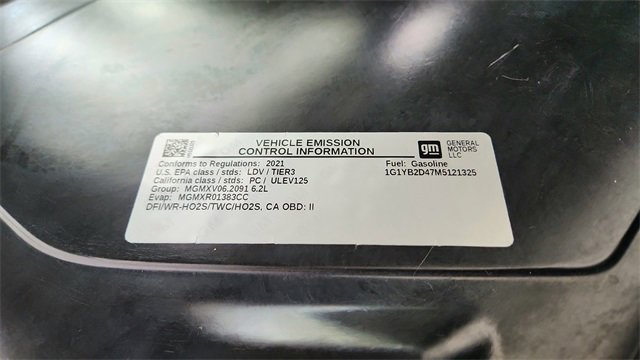 VEHICLE EMISSION
CONTROL INFORMATION
gm GENERAL MOTORS LLC
Conforms to Regulations: 2021
Fuel: Gasoline
U.S. EPA class / stds: LDV / TIER3
1G1YB2D47M5121325
California class / stds: PC / ULEV125
Group: MGMXV06.2091 6.2L
Evap: MGMXR01383CC
DFI/WR-HO2S/TWC/HO2S, CA OBD: II